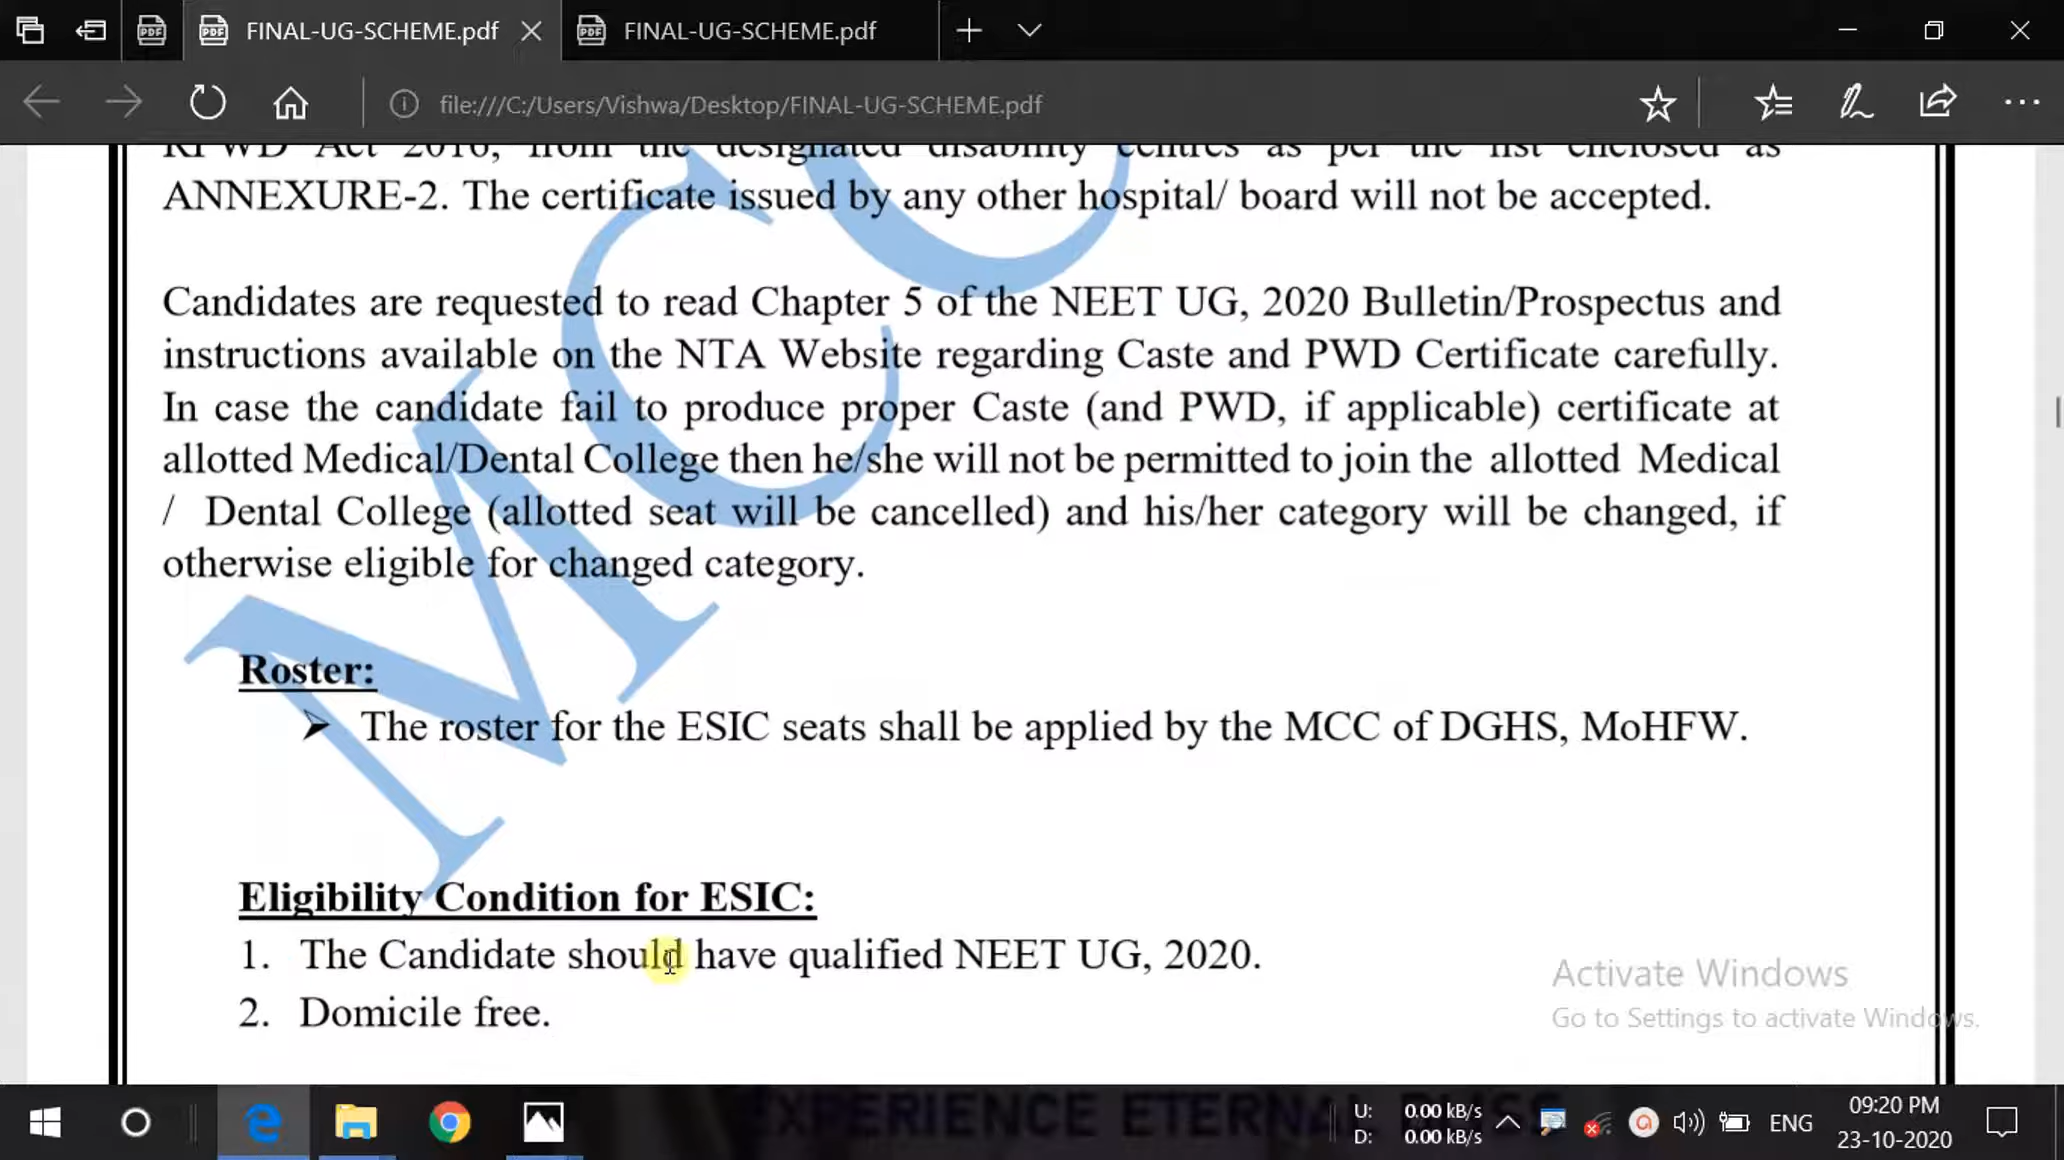 FINAL-UG-SCHEME.pdf
FINAL-UG-SCHEME.pdf
file:///C:/Users/Vishwa/Desktop/FINAL-UG-SCHEME.pdf
RPWD Act 2016, from the designated disability centres as per the list enclosed as
ANNEXURE-2. The certificate issued by any other hospital/ board will not be accepted.
Candidates are requested to read Chapter 5 of the NEET UG, 2020 Bulletin/Prospectus and
instructions available on the NTA Website regarding Caste and PWD Certificate carefully.
In case the candidate fail to produce proper Caste (and PWD, if applicable) certificate at
allotted Medical/Dental College then he/she will not be permitted to join the allotted Medical
/ Dental College (allotted seat will be cancelled) and his/her category will be changed, if
otherwise eligible for changed category.
MCC
Roster:
➢ The roster for the ESIC seats shall be applied by the MCC of DGHS, MoHFW.
Eligibility Condition for ESIC:
1. The Candidate should have qualified NEET UG, 2020.
2. Domicile free.
Activate Windows
Go to Settings to activate Windows.
EXPERIENCE ETERNAL
U: 0.00 kB/s
D: 0.00 kB/s
ENG
09:20 PM
23-10-2020